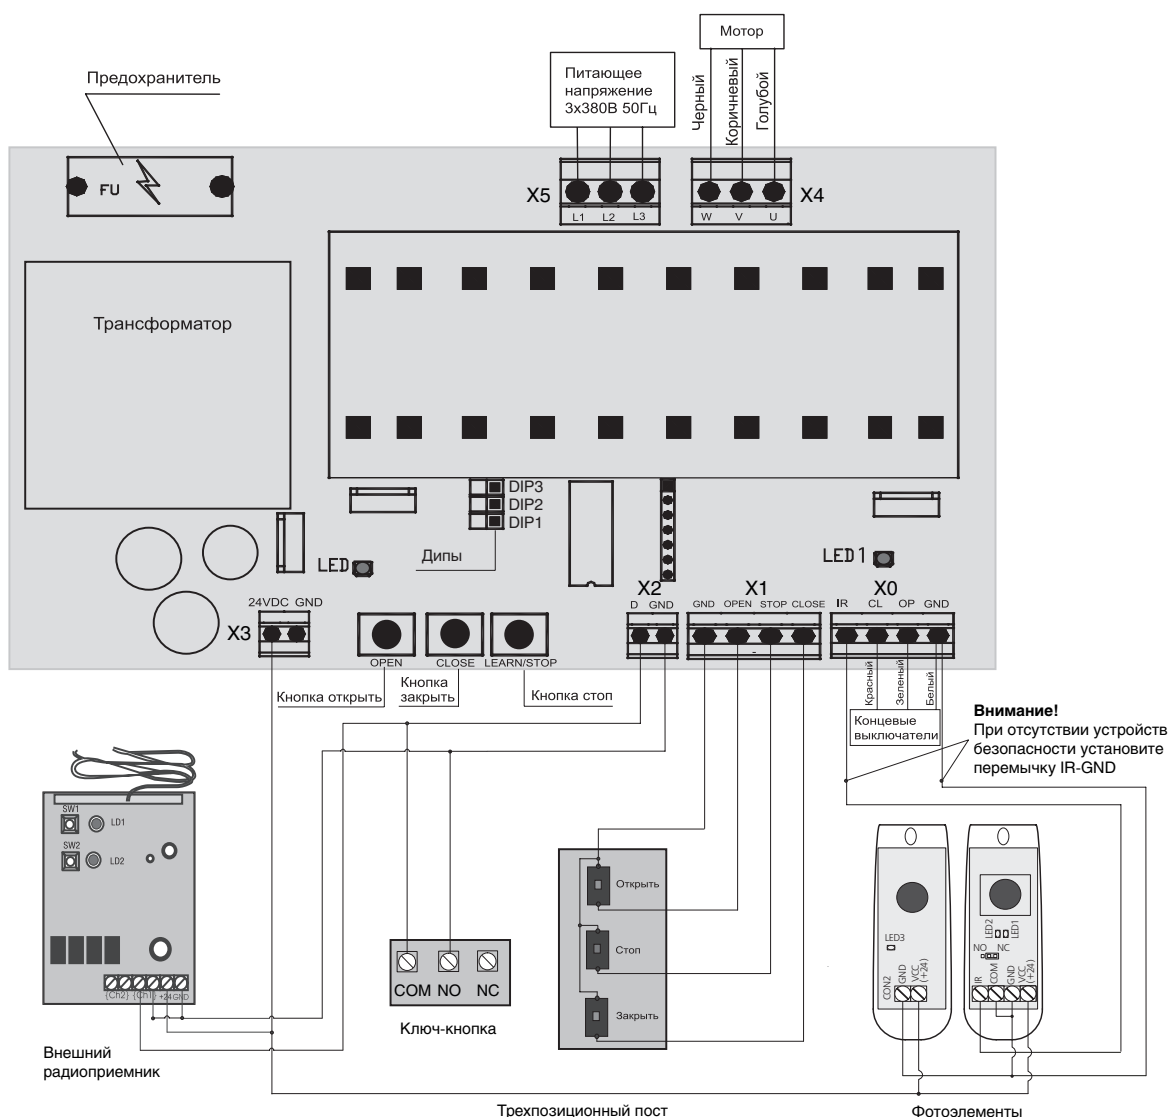 Мотор
Питающее
напряжение
3х380В 50Гц
Черный
Коричневый
Голубой
Предохранитель
FU
X5
L1 L2 L3
W V U
X4
Трансформатор
DIP3
DIP2
DIP1
Дипы
LED
LED1
X2
X1
X0
24VDC GND
X3
D GND
GND OPEN STOP CLOSE
IR CL OP GND
-
OPEN
CLOSE
LEARN/STOP
Кнопка открыть
Кнопка
закрыть
Кнопка стоп
Красный
Зеленый
Белый
Концевые
выключатели
Внимание!
При отсутствии устройств
безопасности установите
перемычку IR-GND
SW1
LD1
SW2
LD2
{Ch2} {Ch1} +24 GND
Внешний
радиоприемник
COM NO NC
Ключ-кнопка
Открыть
Стоп
Закрыть
Трехпозиционный пост
LED3
CON2
GND
VCC
(+24)
LED2
LED1
NO NC
IR
COM
GND
VCC
(+24)
Фотоэлементы